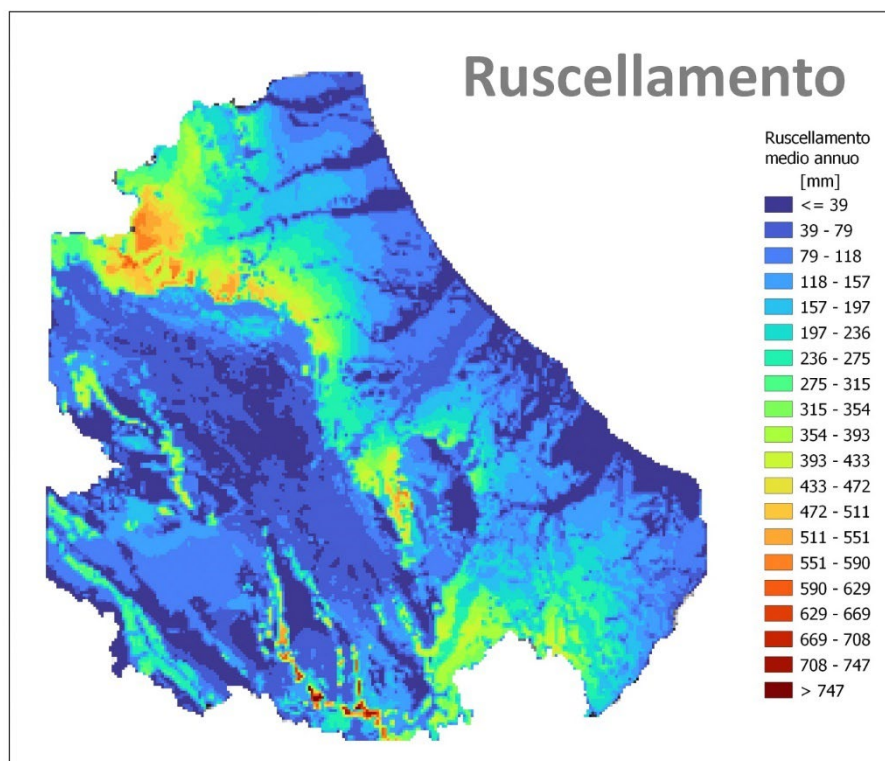 Ruscellamento
Ruscellamento
medio annuo
[mm]
<= 39
39 - 79
79 - 118
118 - 157
157 - 197
197 - 236
236 - 275
275 - 315
315 - 354
354 - 393
393 - 433
433 - 472
472 - 511
511 - 551
551 - 590
590 - 629
629 - 669
669 - 708
708 - 747
> 747